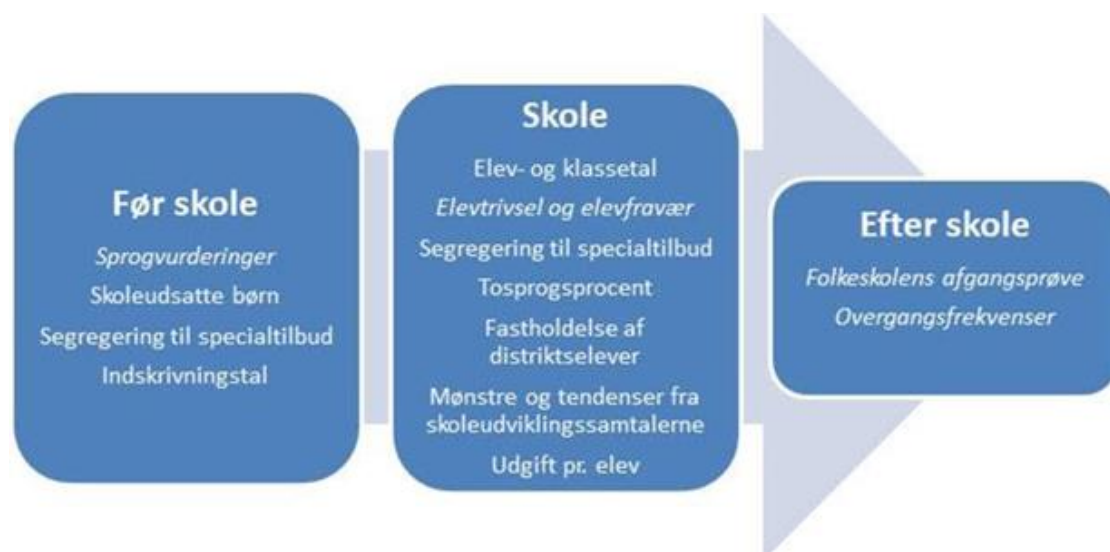 Før skole
Sprogvurderinger
Skoleudsatte børn
Segregering til specialtilbud
Indskrivningstal
Skole
Elev- og klassetal
Elevtrivsel og elevfravær
Segregering til specialtilbud
Tosprogsprocent
Fastholdelse af
distriktselever
Mønstre og tendenser fra
skoleudviklingssamtalerne
Udgift pr. elev
Efter skole
Folkeskolens afgangsprøve
Overgangsfrekvenser